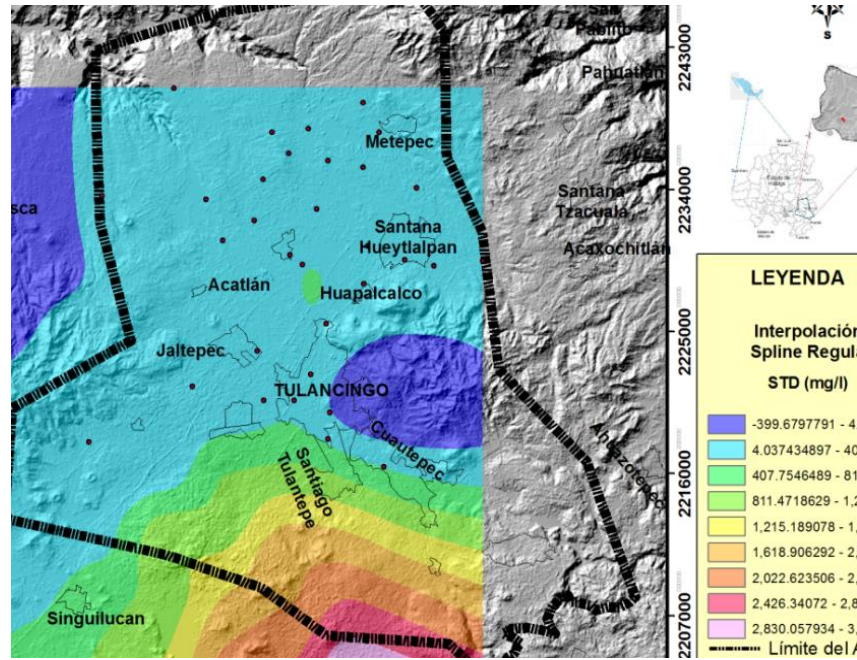 San
Pablito
Pahuatlán
Metepec
Santana
Tzacuala
Santana
Hueytlalpan
Acaxochitlán
sca
Acatlán
Huapalcalco
Jaltepec
TULANCINGO
Cuautepec
Santiago
Tulantepec
Ahuazotepec
Singuilucan
2243000
2234000
2225000
2216000
2207000
S
LEYENDA
Interpolación
Spline Regula
STD (mg/l)
-399.6797791 - 4.
4.037434897 - 40
407.7546489 - 81
811.4718629 - 1,2
1,215.189078 - 1,
1,618.906292 - 2,
2,022.623506 - 2,
2,426.34072 - 2,8
2,830.057934 - 3,
Límite del A